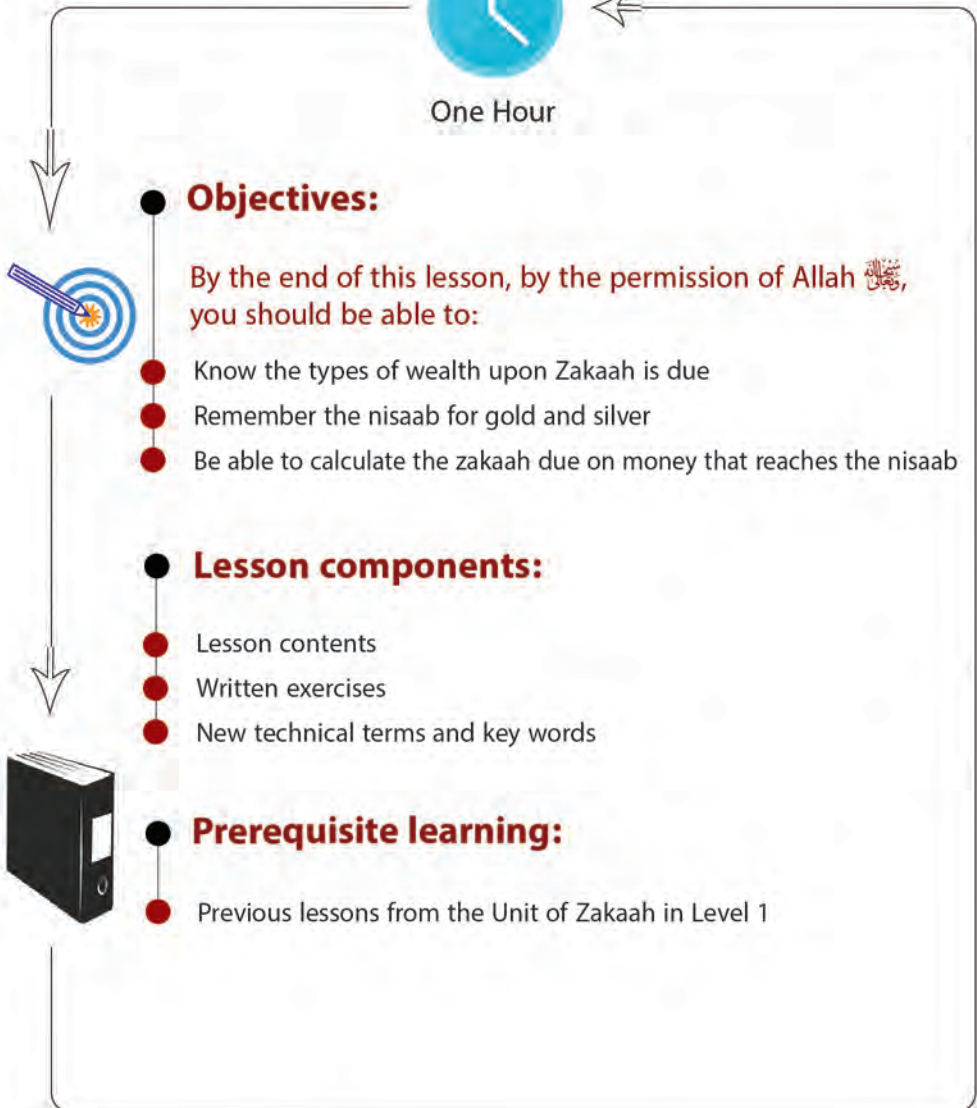 One Hour
Objectives:
By the end of this lesson, by the permission of Allah سُبْحَانَهُ وَتَعَالَى,
you should be able to:
Know the types of wealth upon Zakaah is due
Remember the nisaab for gold and silver
Be able to calculate the zakaah due on money that reaches the nisaab
Lesson components:
Lesson contents
Written exercises
New technical terms and key words
Prerequisite learning:
Previous lessons from the Unit of Zakaah in Level 1